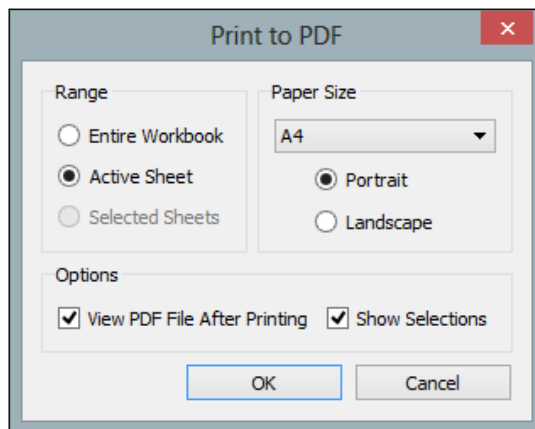 Print to PDF
Range
Entire Workbook
Active Sheet
Selected Sheets
Paper Size
A4
Portrait
Landscape
Options
View PDF File After Printing
Show Selections
OK
Cancel